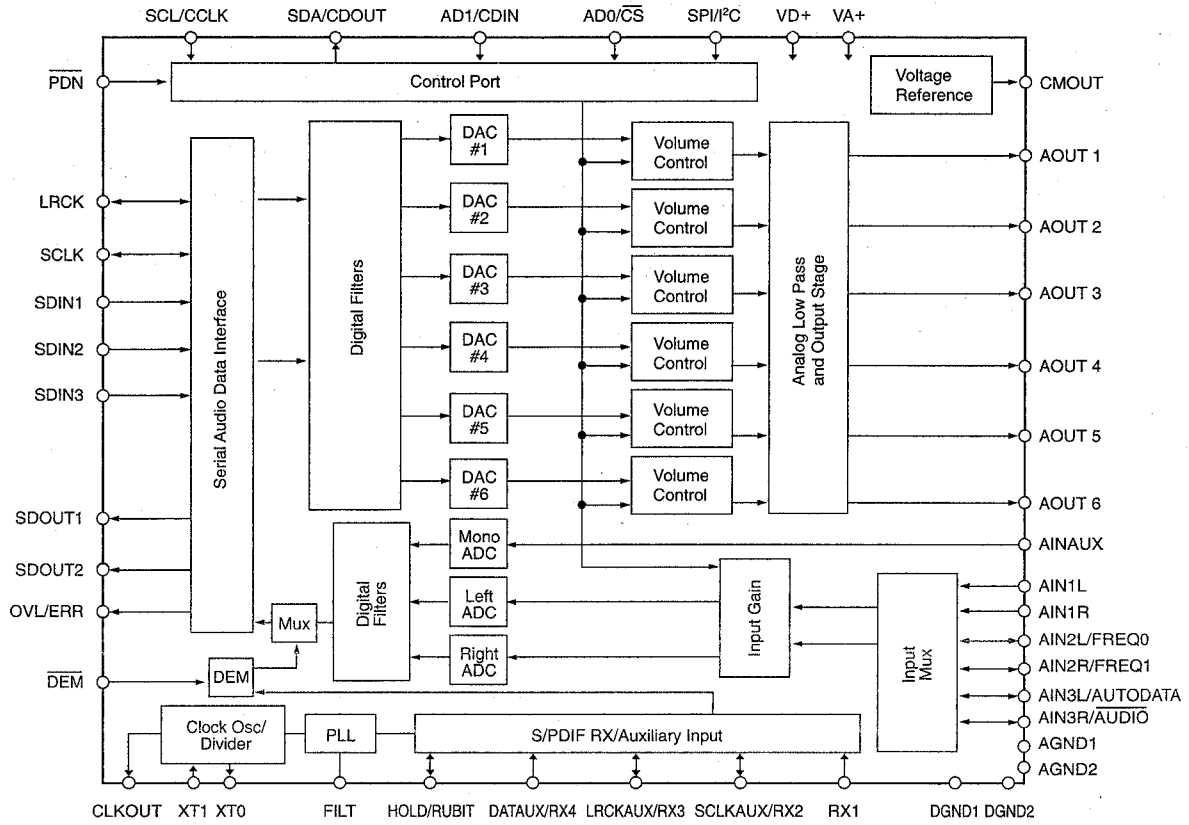 SCL/CCLK SDA/CDOUT AD1/CDIN AD0/CS SPI/I²C VD+ VA+
PDN
Control Port
Voltage
Reference
CMOUT
LRCK
SCLK
SDIN1
SDIN2
SDIN3
SDOUT1
SDOUT2
OVL/ERR
DEM
Serial Audio Data Interface
Digital Filters
DAC
#1
DAC
#2
DAC
#3
DAC
#4
DAC
#5
DAC
#6
Volume
Control
Volume
Control
Volume
Control
Volume
Control
Volume
Control
Volume
Control
Analog Low Pass
and Output Stage
AOUT 1
AOUT 2
AOUT 3
AOUT 4
AOUT 5
AOUT 6
AINAUX
AIN1L
AIN1R
AIN2L/FREQ0
AIN2R/FREQ1
AIN3L/AUTODATA
AIN3R/AUDIO
AGND1
AGND2
Mono
ADC
Left
ADC
Right
ADC
Digital
Filters
Mux
DEM
Input Gain
Input
Mux
Clock Osc/
Divider
PLL
S/PDIF RX/Auxiliary Input
CLKOUT XT1 XT0 FILT HOLD/RUBIT DATAUX/RX4 LRCKAUX/RX3 SCLKAUX/RX2 RX1 DGND1 DGND2